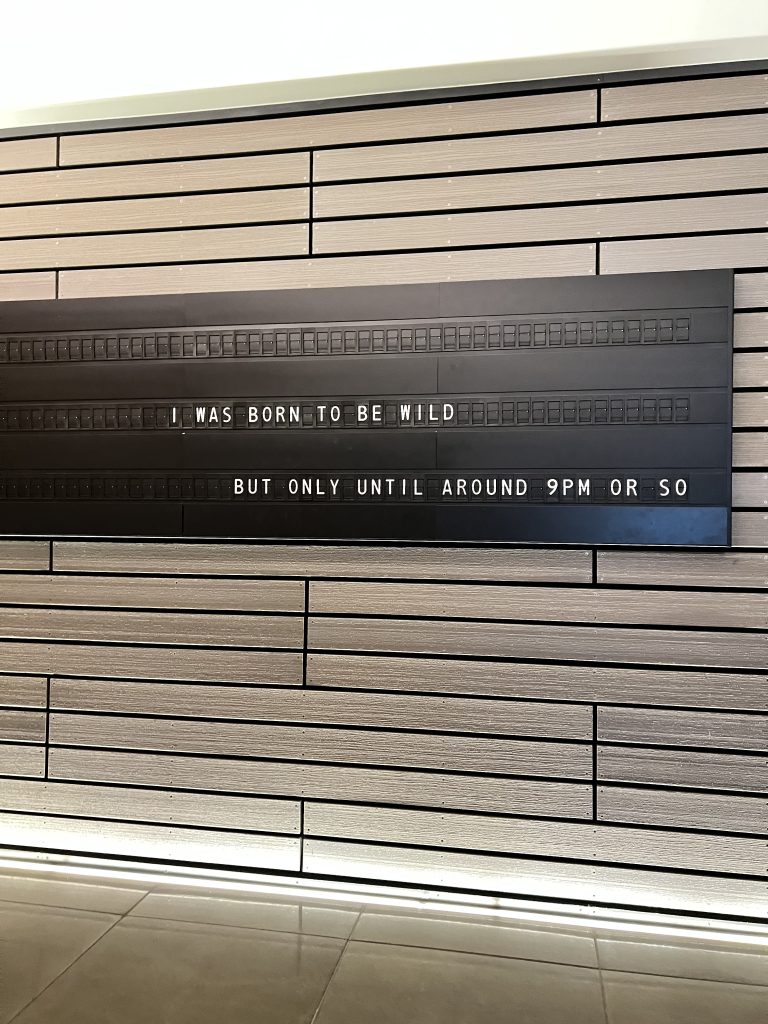 I WAS BORN TO BE WILD
BUT ONLY UNTIL AROUND 9PM OR SO